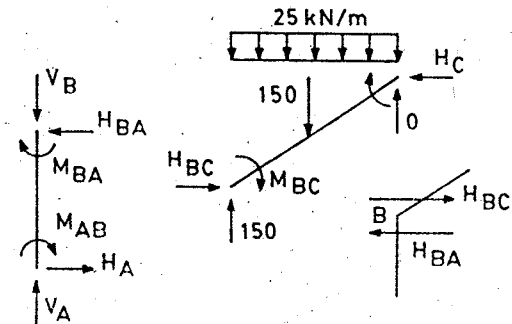 25 kN/m
V_B
H_BA
M_BA
M_AB
H_A
V_A
150
H_C
0
H_BC
M_BC
150
B
H_BC
H_BA